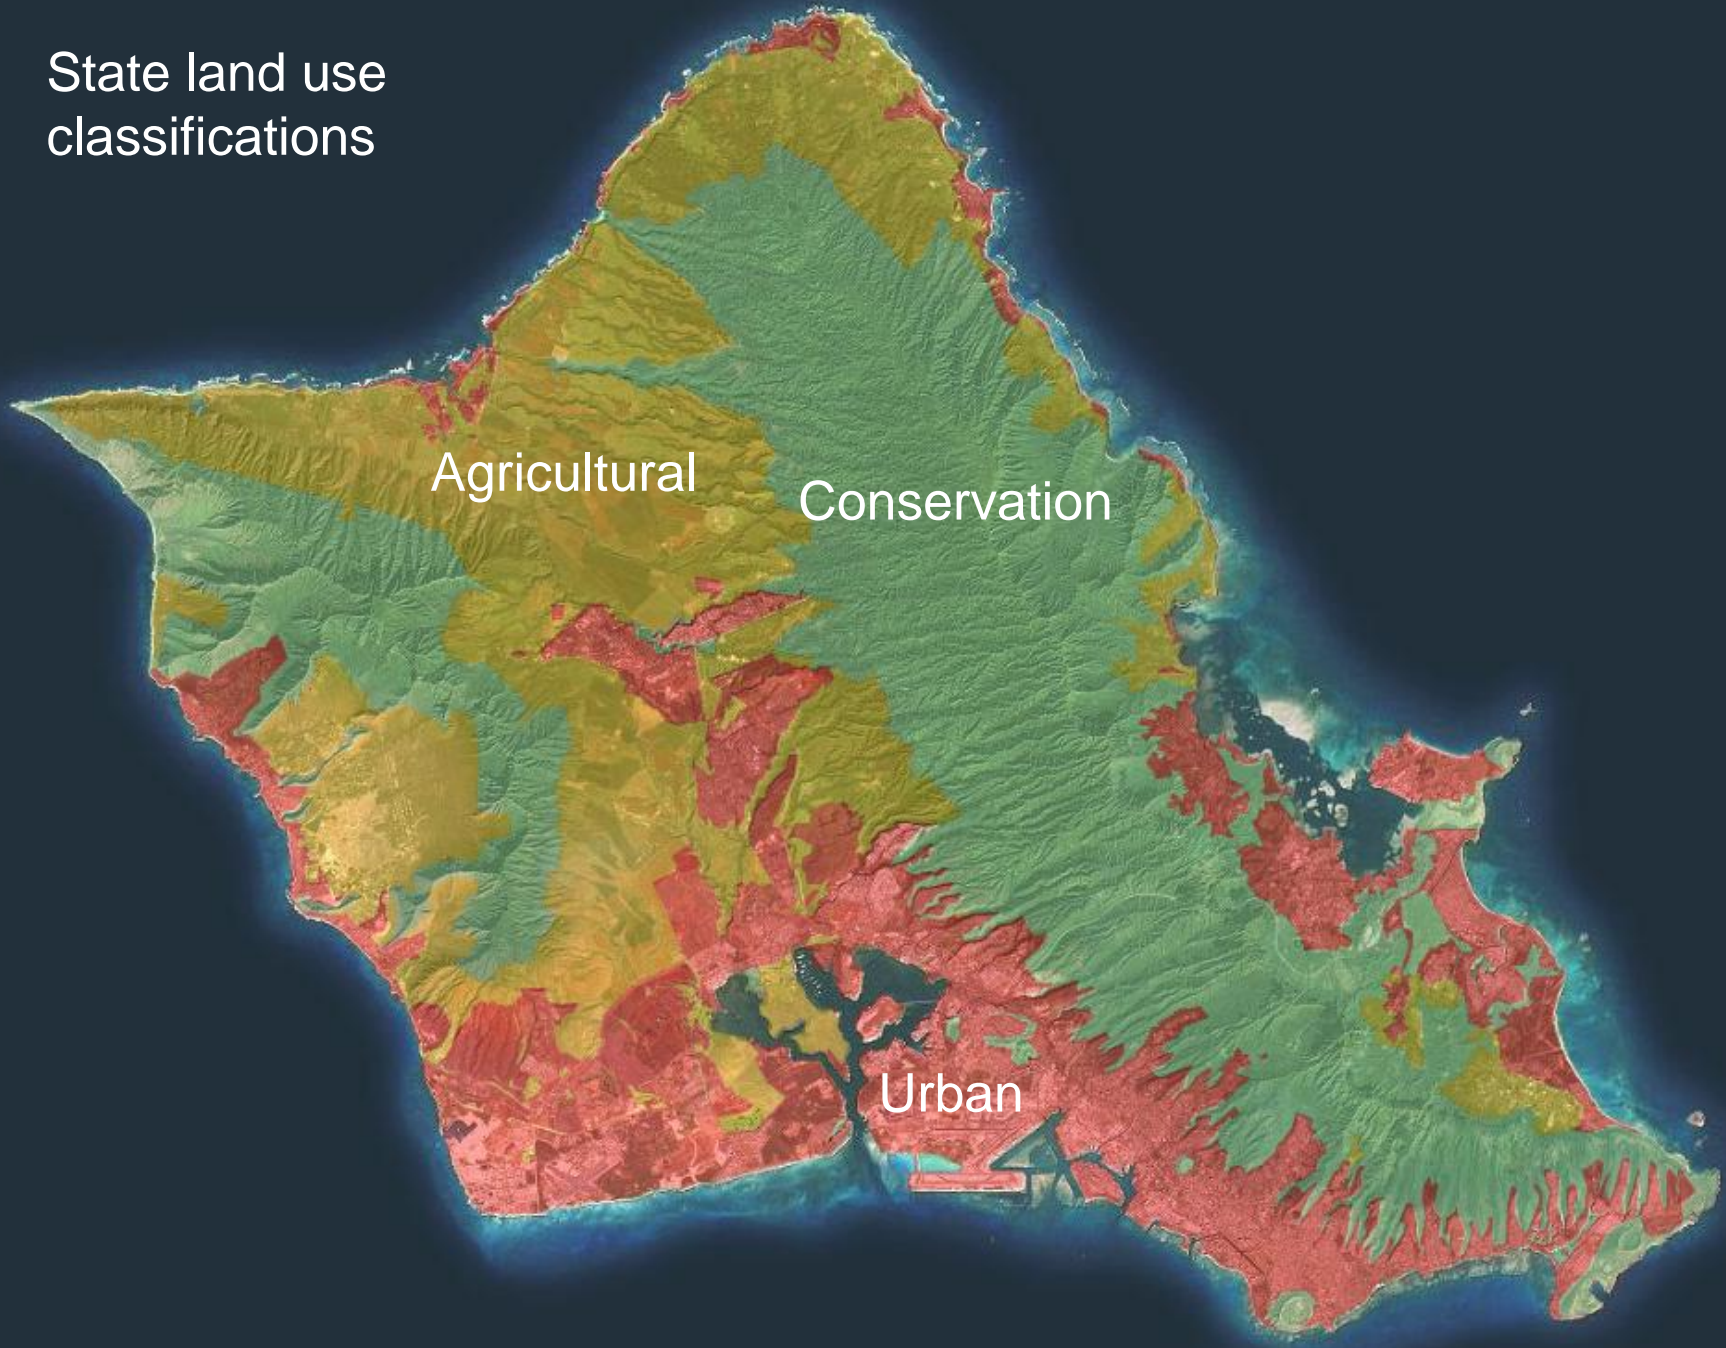 State land use
classifications
Agricultural
Conservation
Urban